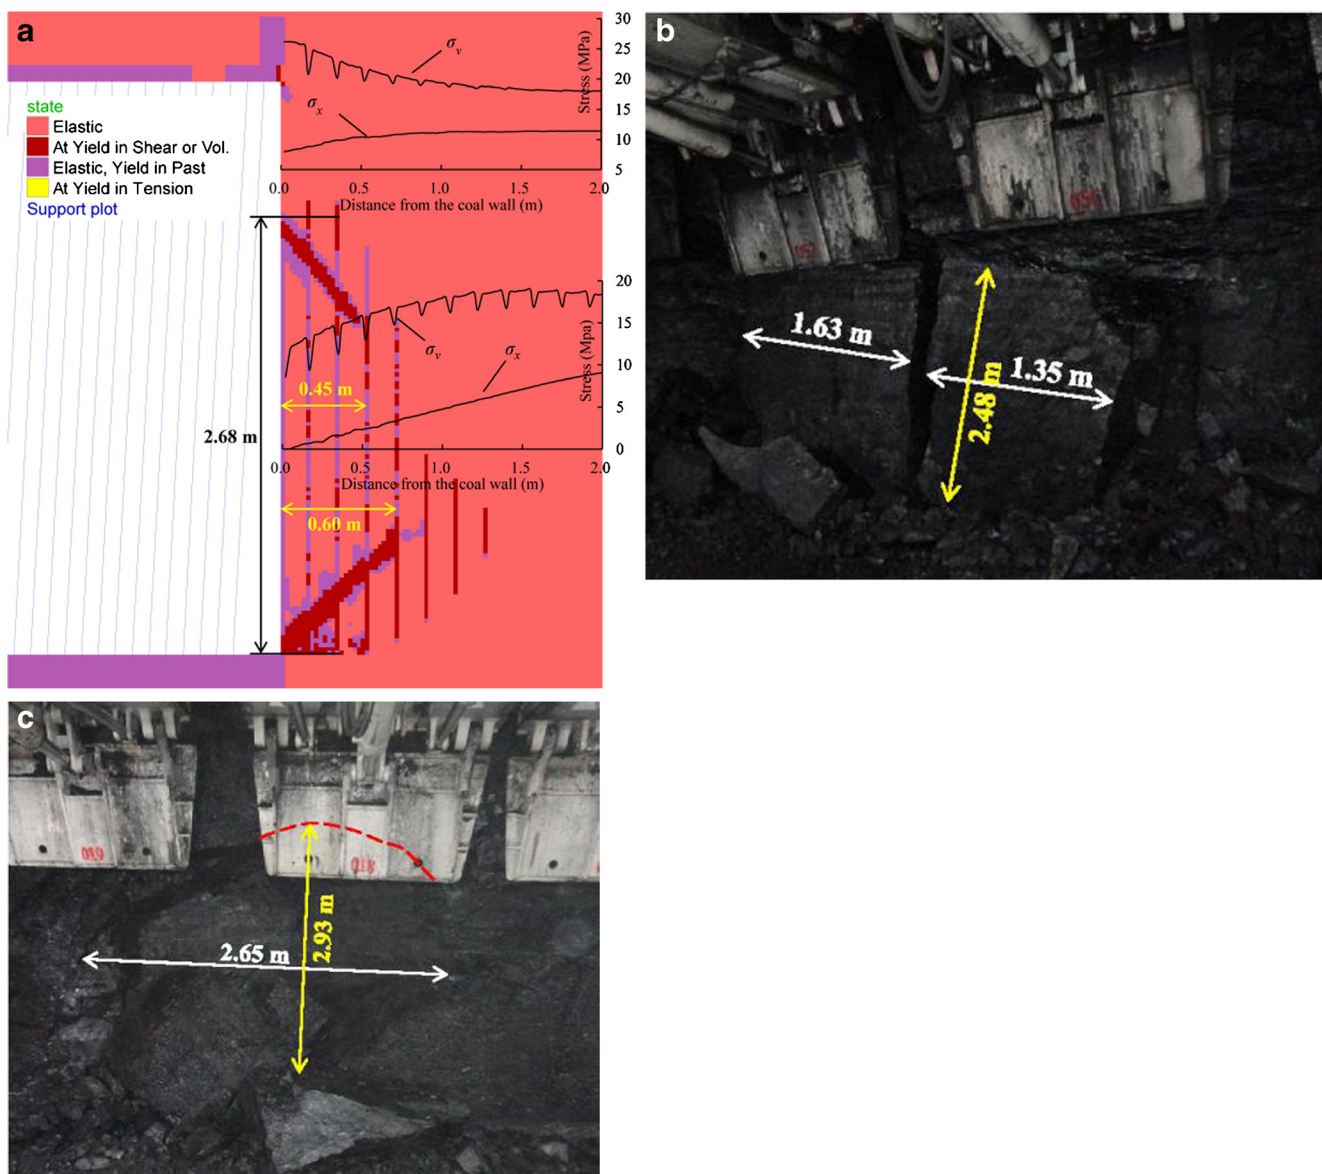 a
state
Elastic
At Yield in Shear or Vol.
Elastic, Yield in Past
At Yield in Tension
Support plot
σv
σx
30
25
20
15
10
5
Stress (MPa)
0.0
0.5
1.0
1.5
2.0
Distance from the coal wall (m)
20
15
10
5
0
Stress (Mpa)
σv
σx
0.45 m
2.68 m
0.0
0.5
1.0
1.5
2.0
Distance from the coal wall (m)
0.60 m
b
1.63 m
1.35 m
2.48 m
c
018
2.93 m
2.65 m